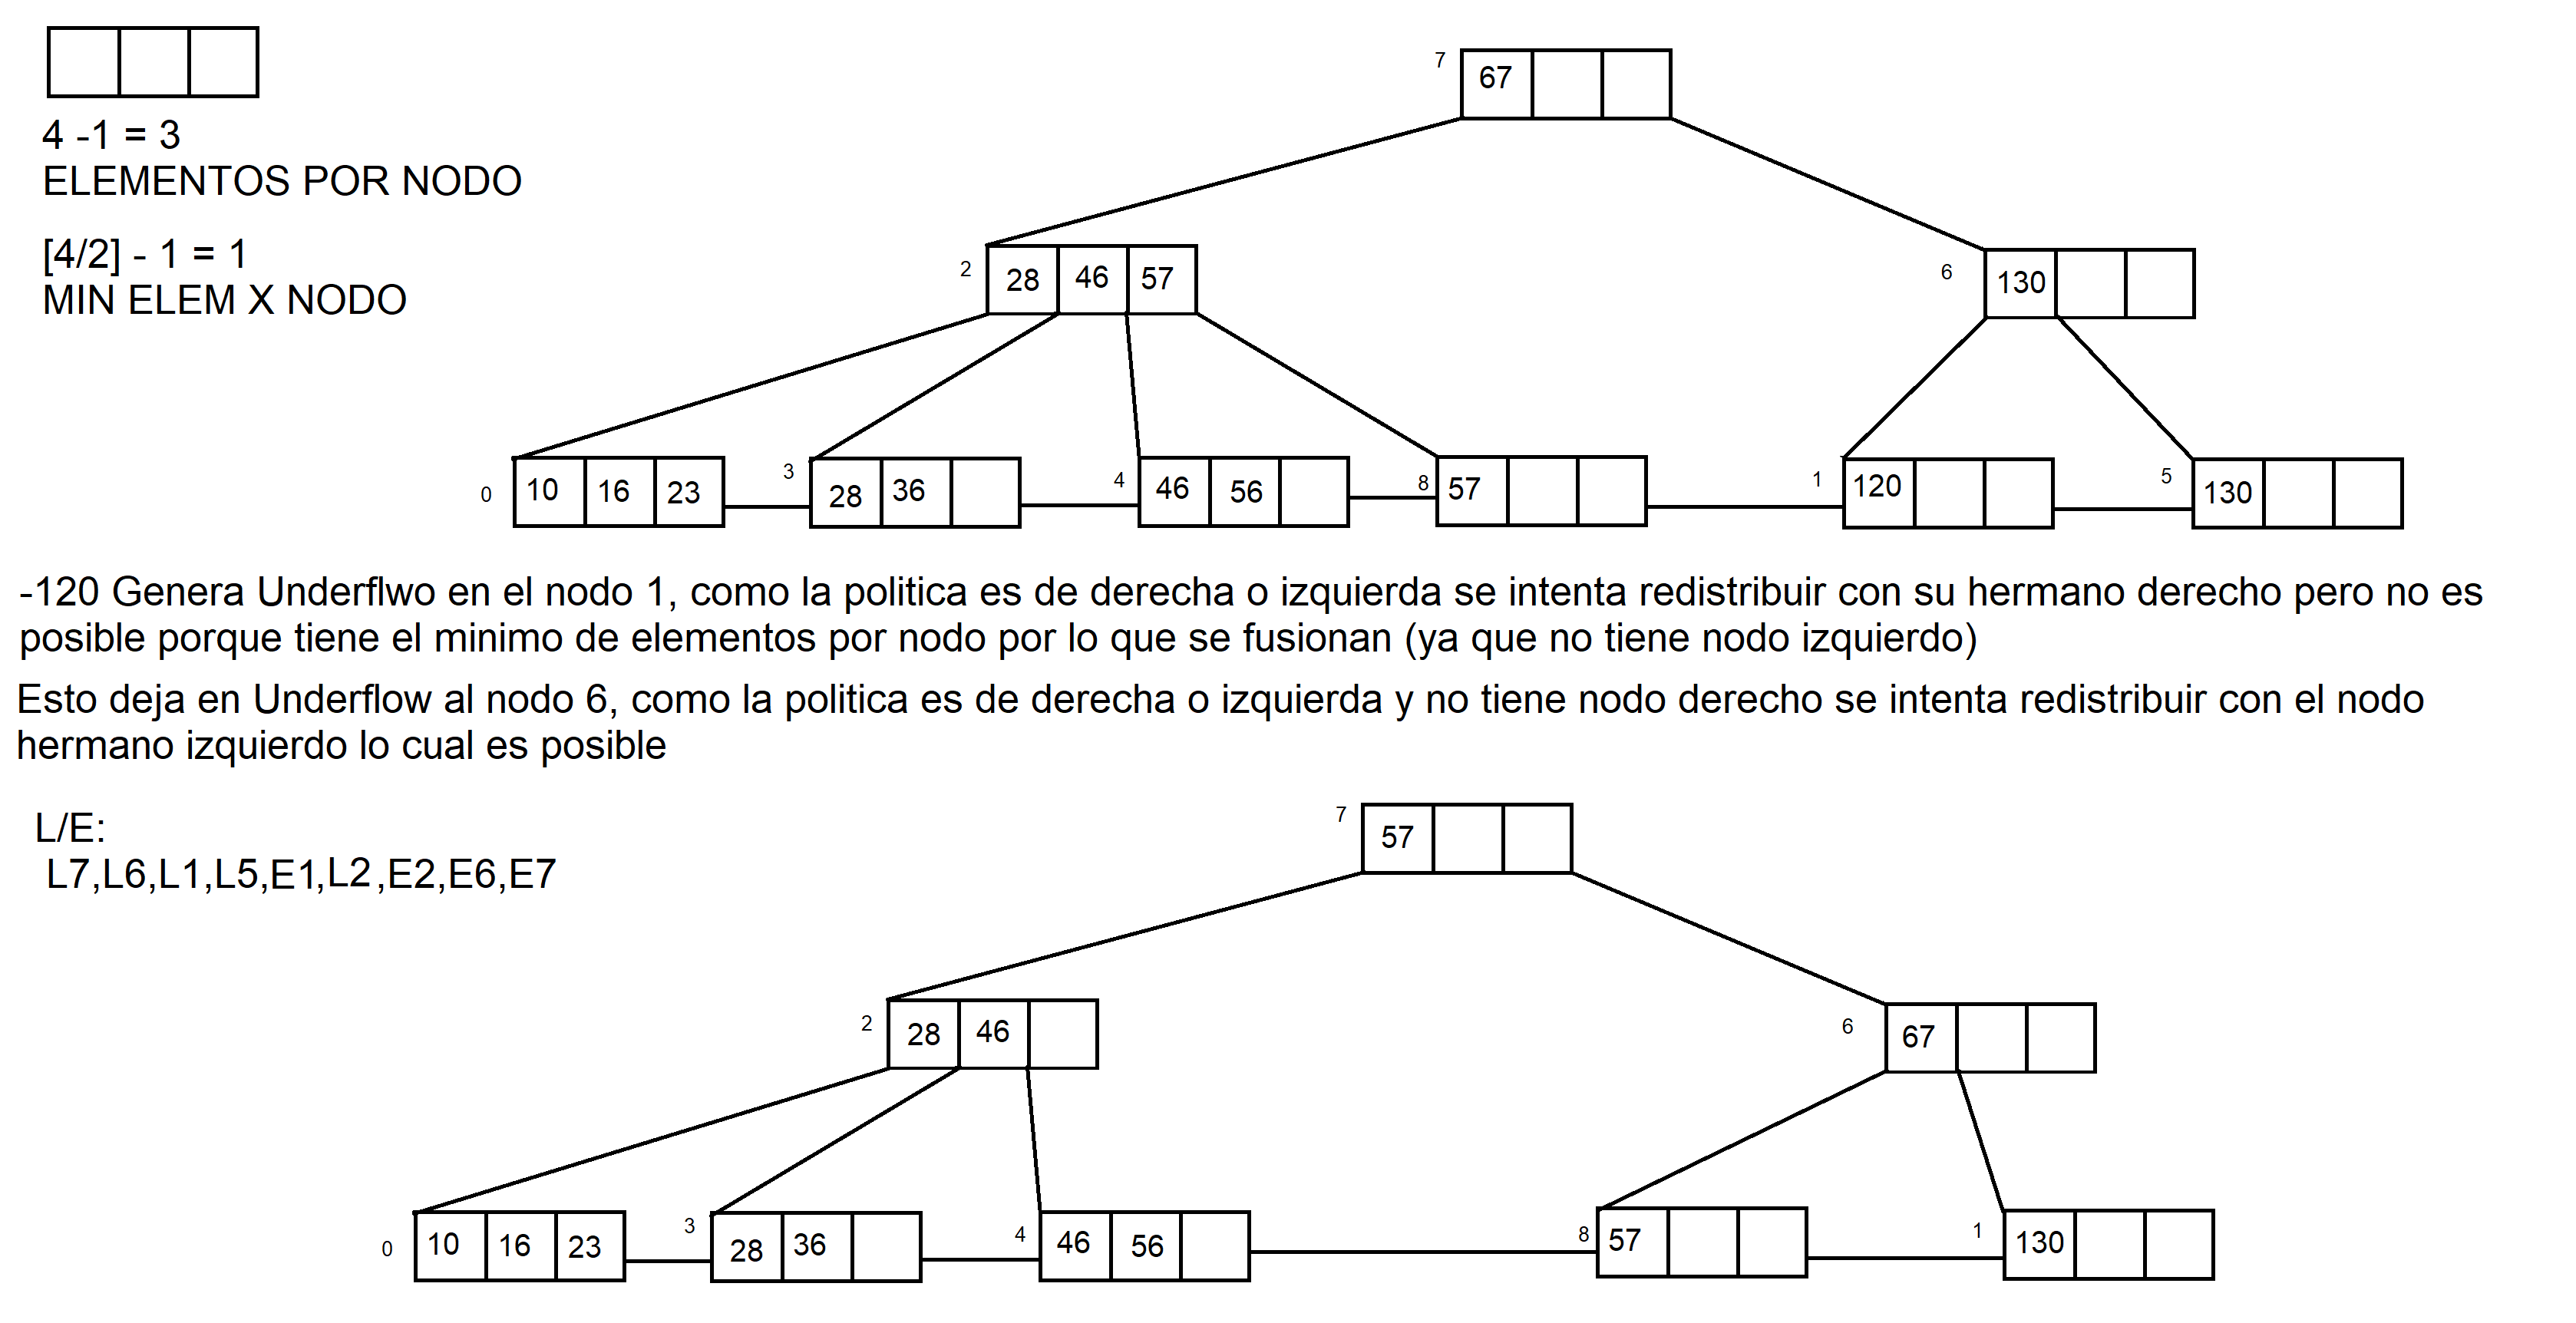 4 -1 = 3
ELEMENTOS POR NODO
[4/2] - 1 = 1
MIN ELEM X NODO
7 67
2 28 46 57
6 130
0 10 16 23
3 28 36
4 46 56
8 57
1 120
5 130
-120 Genera Underflwo en el nodo 1, como la politica es de derecha o izquierda se intenta redistribuir con su hermano derecho pero no es
posible porque tiene el minimo de elementos por nodo por lo que se fusionan (ya que no tiene nodo izquierdo)
Esto deja en Underflow al nodo 6, como la politica es de derecha o izquierda y no tiene nodo derecho se intenta redistribuir con el nodo
hermano izquierdo lo cual es posible
L/E:
L7,L6,L1,L5,E1,L2,E2,E6,E7
7 57
2 28 46
6 67
0 10 16 23
3 28 36
4 46 56
8 57
1 130